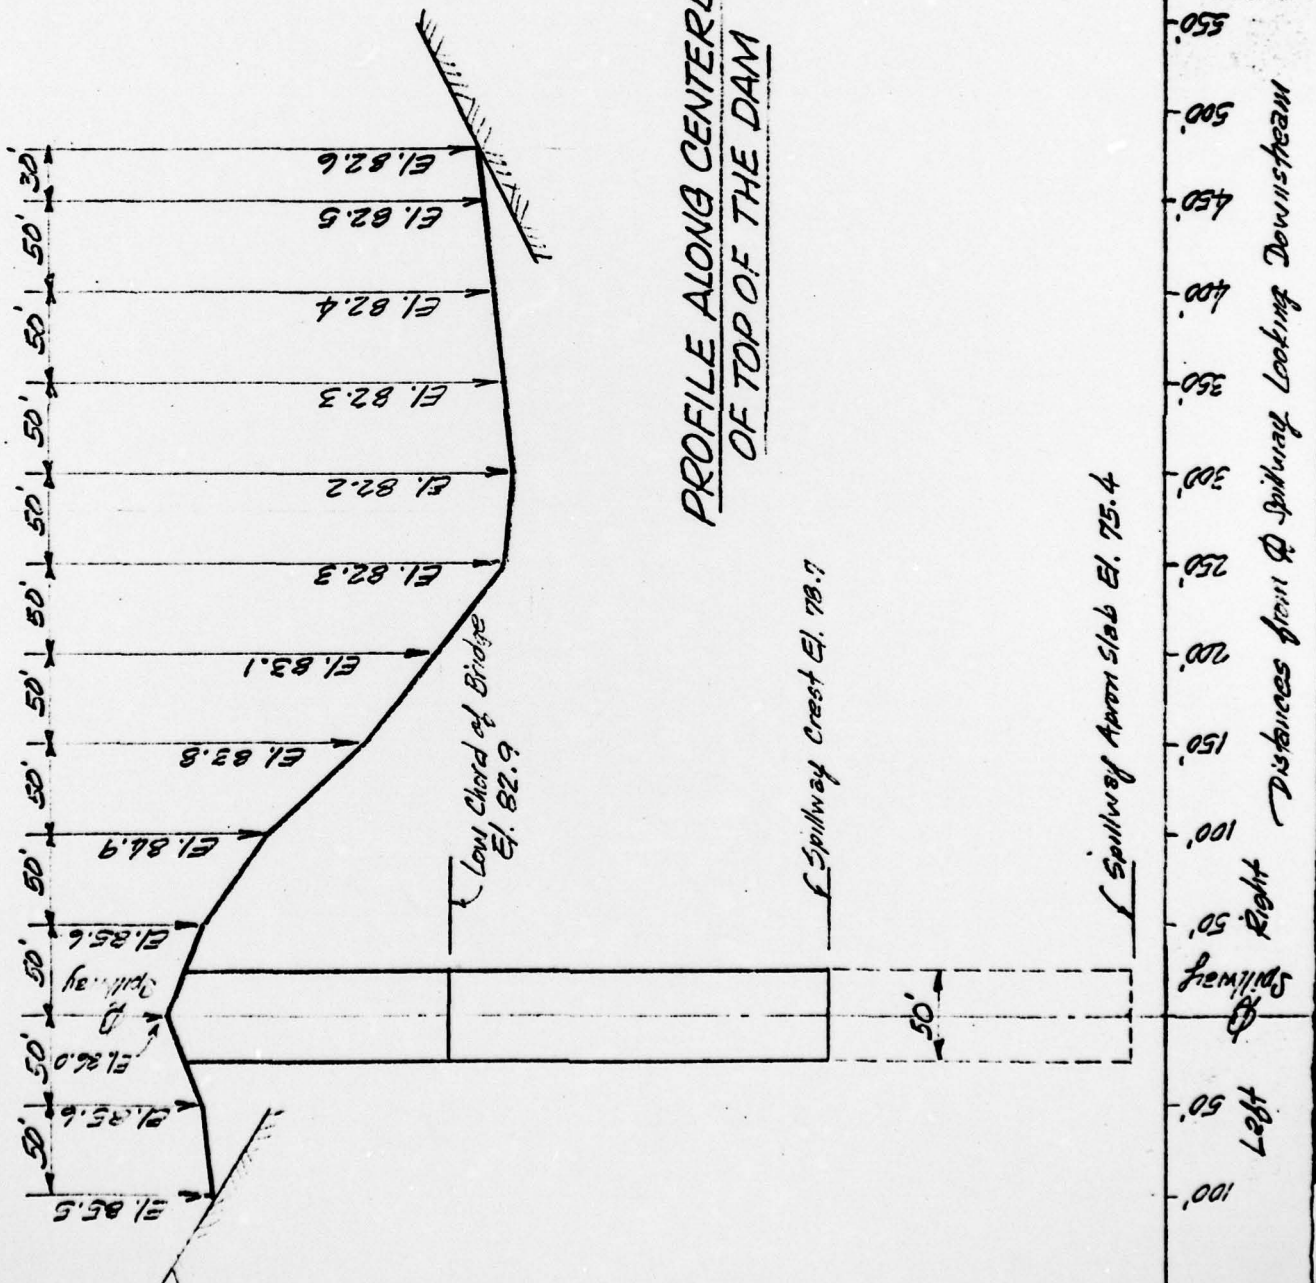 PROFILE ALONG
OF TOP OF THE DAM
50'
50'
50'
50'
50'
50'
50'
50'
50'
50'
50'
30'
El. 85.5
El. 85.6
El. 86.0
Spillway
El. 85.6
El. 84.9
El. 83.8
El. 83.1
El. 82.3
El. 82.2
El. 82.3
El. 82.4
El. 82.5
El. 82.6
Low Chord of Bridge
El. 82.9
Spillway Crest El. 78.7
50'
Spillway Apron Slab El. 75.4
100'
50'
Spillway
50'
100'
150'
200'
250'
300'
350'
400'
450'
500'
550'
Left
Right
Distances from ℄ Spillway Looking Downstream